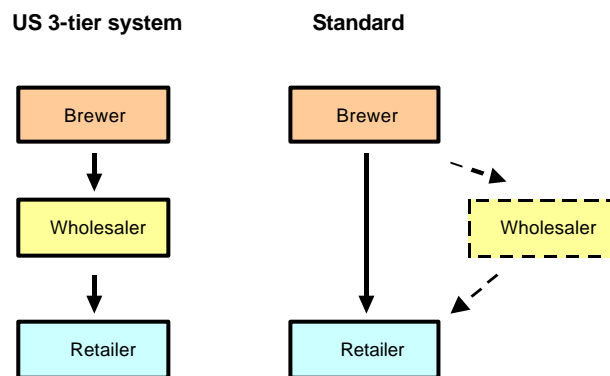 US 3-tier system
Standard
Brewer
Brewer
Wholesaler
Wholesaler
Retailer
Retailer